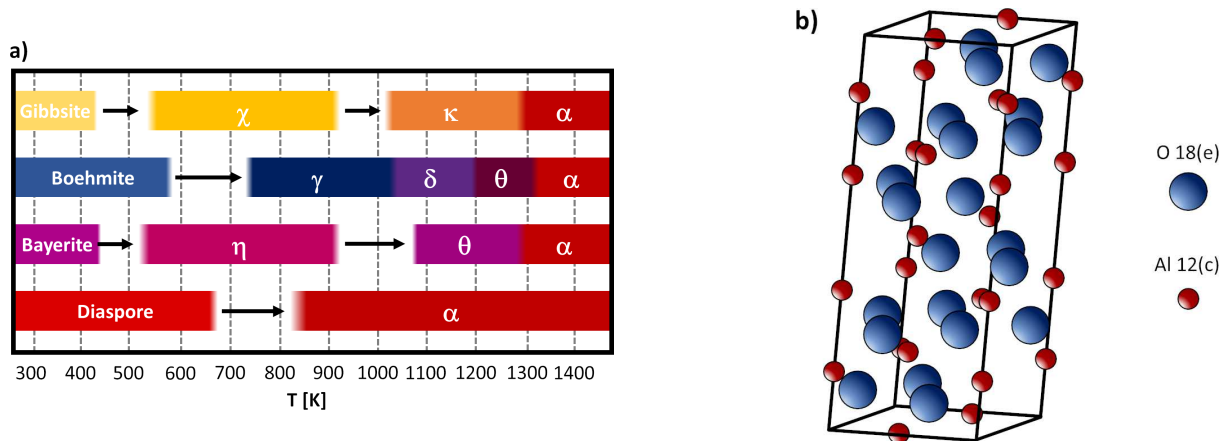 a)
Gibbsite χ κ α
Boehmite γ δ θ α
Bayerite η θ α
Diaspore α
300 400 500 600 700 800 900 1000 1100 1200 1300 1400
T [K]
b)
O 18(e)
Al 12(c)